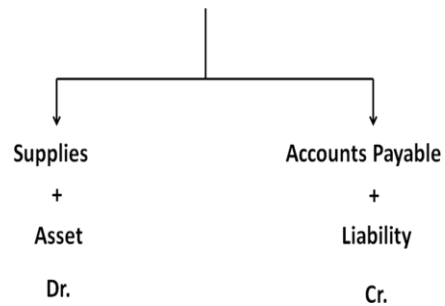 Supplies
Accounts Payable
+
+
Asset
Liability
Dr.
Cr.